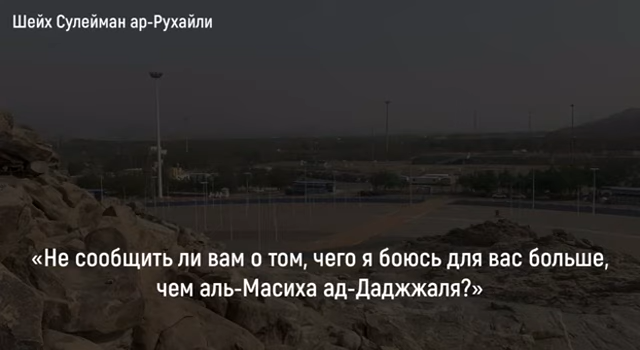 Шейх Сулейман ар-Рухайли
«Не сообщить ли вам о том, чего я боюсь для вас больше,
чем аль-Масиха ад-Даджжаля?»